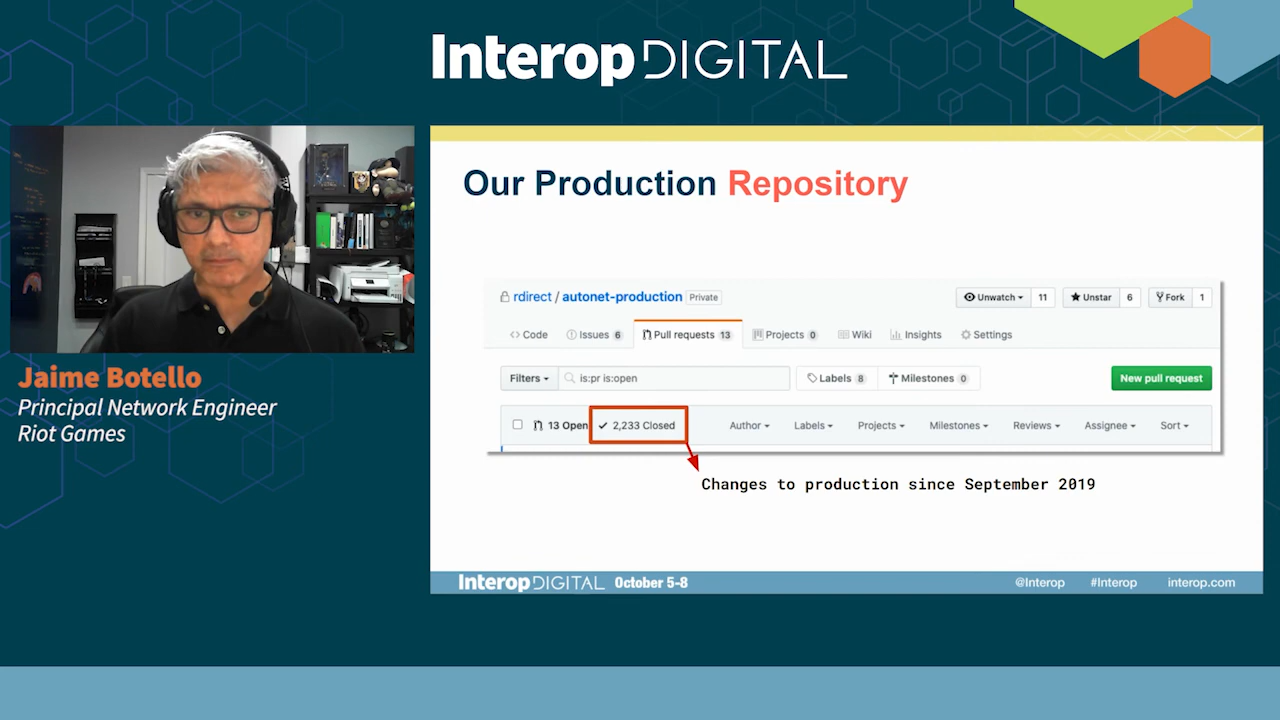 Interop DIGITAL
Jaime Botello
Principal Network Engineer
Riot Games
Our Production Repository
rdirect / autonet-production Private
Unwatch 11 Unstar 6 Fork 1
Code Issues 6 Pull requests 13 Projects 0 Wiki Insights Settings
Filters is:pr is:open Labels 8 Milestones 0 New pull request
13 Open 2,233 Closed Author Labels Projects Milestones Reviews Assignee Sort
Changes to production since September 2019
Interop DIGITAL October 5-8 @Interop #Interop interop.com